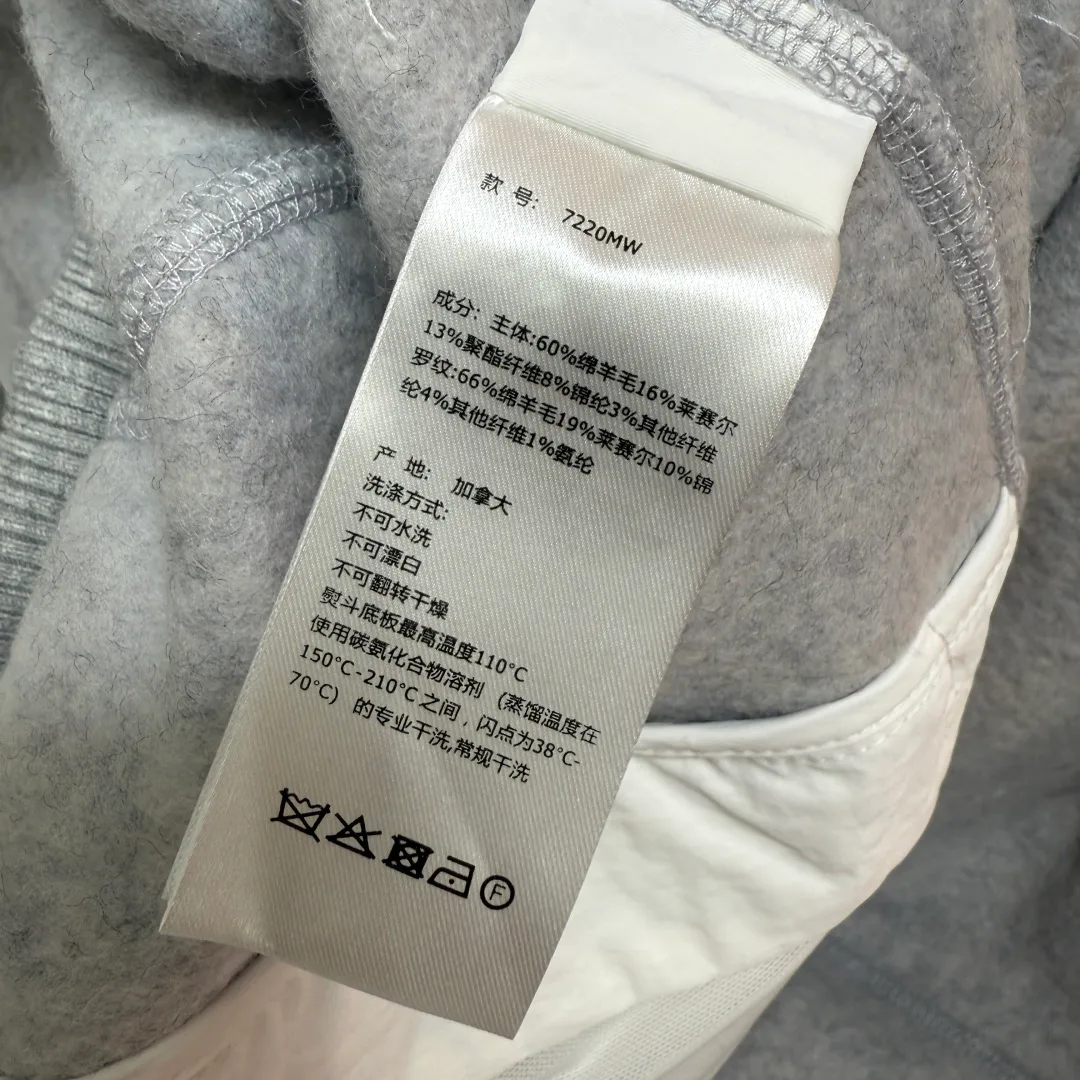 款 号: 7220MW
成分: 主体:60%绵羊毛16%莱赛尔
13%聚酯纤维8%锦纶3%其他纤维
罗纹:66%绵羊毛19%莱赛尔10%锦
纶4%其他纤维1%氨纶
产 地: 加拿大
洗涤方式:
不可水洗
不可漂白
不可翻转干燥
熨斗底板最高温度110°C
使用碳氨化合物溶剂 (蒸馏温度在
150°C-210°C之间,闪点为38°C-
70°C) 的专业干洗,常规干洗
F